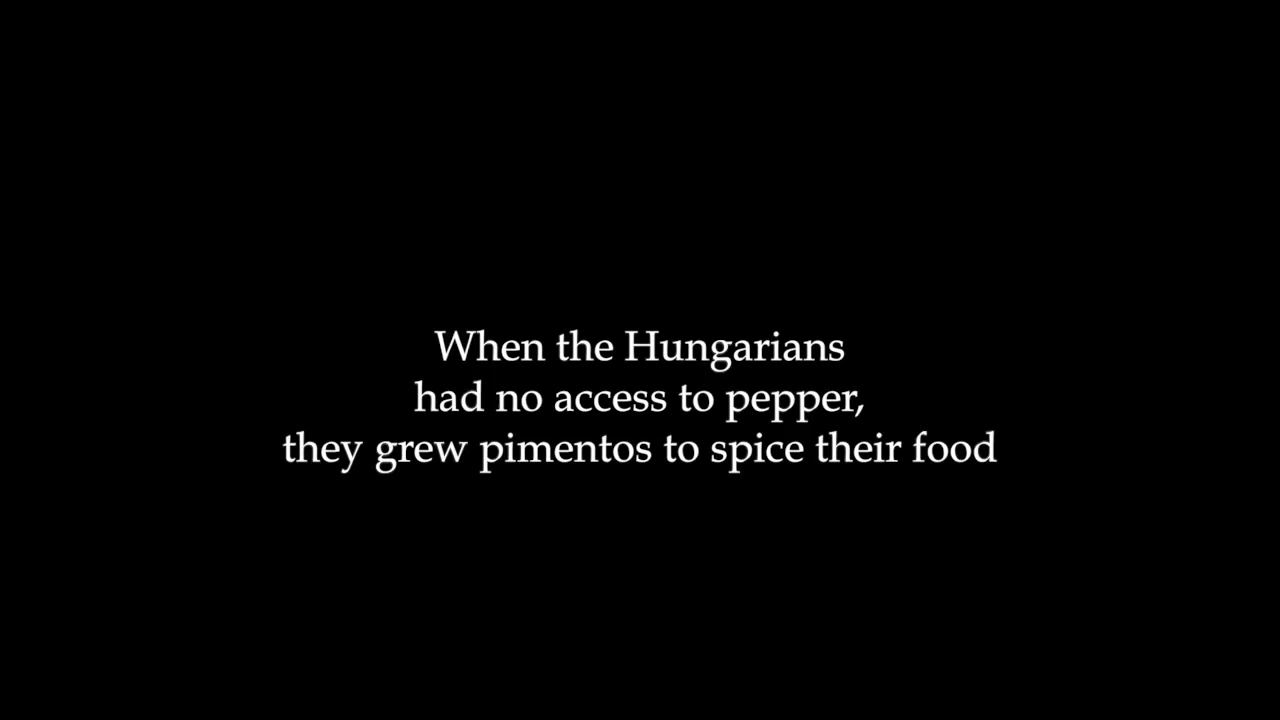 When the Hungarians
had no access to pepper,
they grew pimentos to spice their food